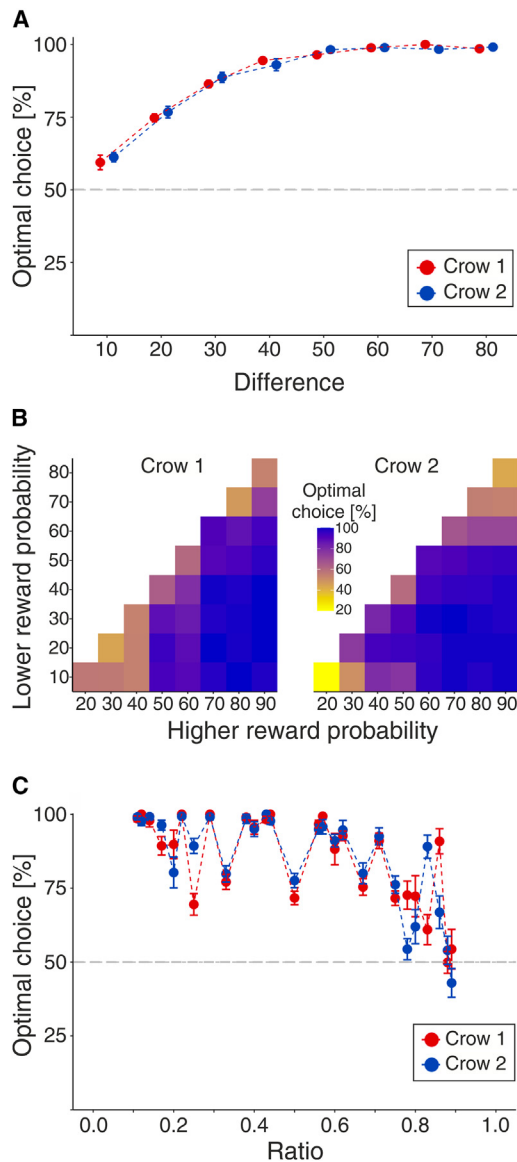 A
Optimal choice [%]
100
75
50
25
Crow 1
Crow 2
10 20 30 40 50 60 70 80
Difference
B
Lower reward probability
80
70
60
50
40
30
20
10
Crow 1
Crow 2
Optimal
choice [%]
100
80
60
40
20
20 30 40 50 60 70 80 90
20 30 40 50 60 70 80 90
Higher reward probability
C
Optimal choice [%]
100
75
50
25
Crow 1
Crow 2
0.0 0.2 0.4 0.6 0.8 1.0
Ratio